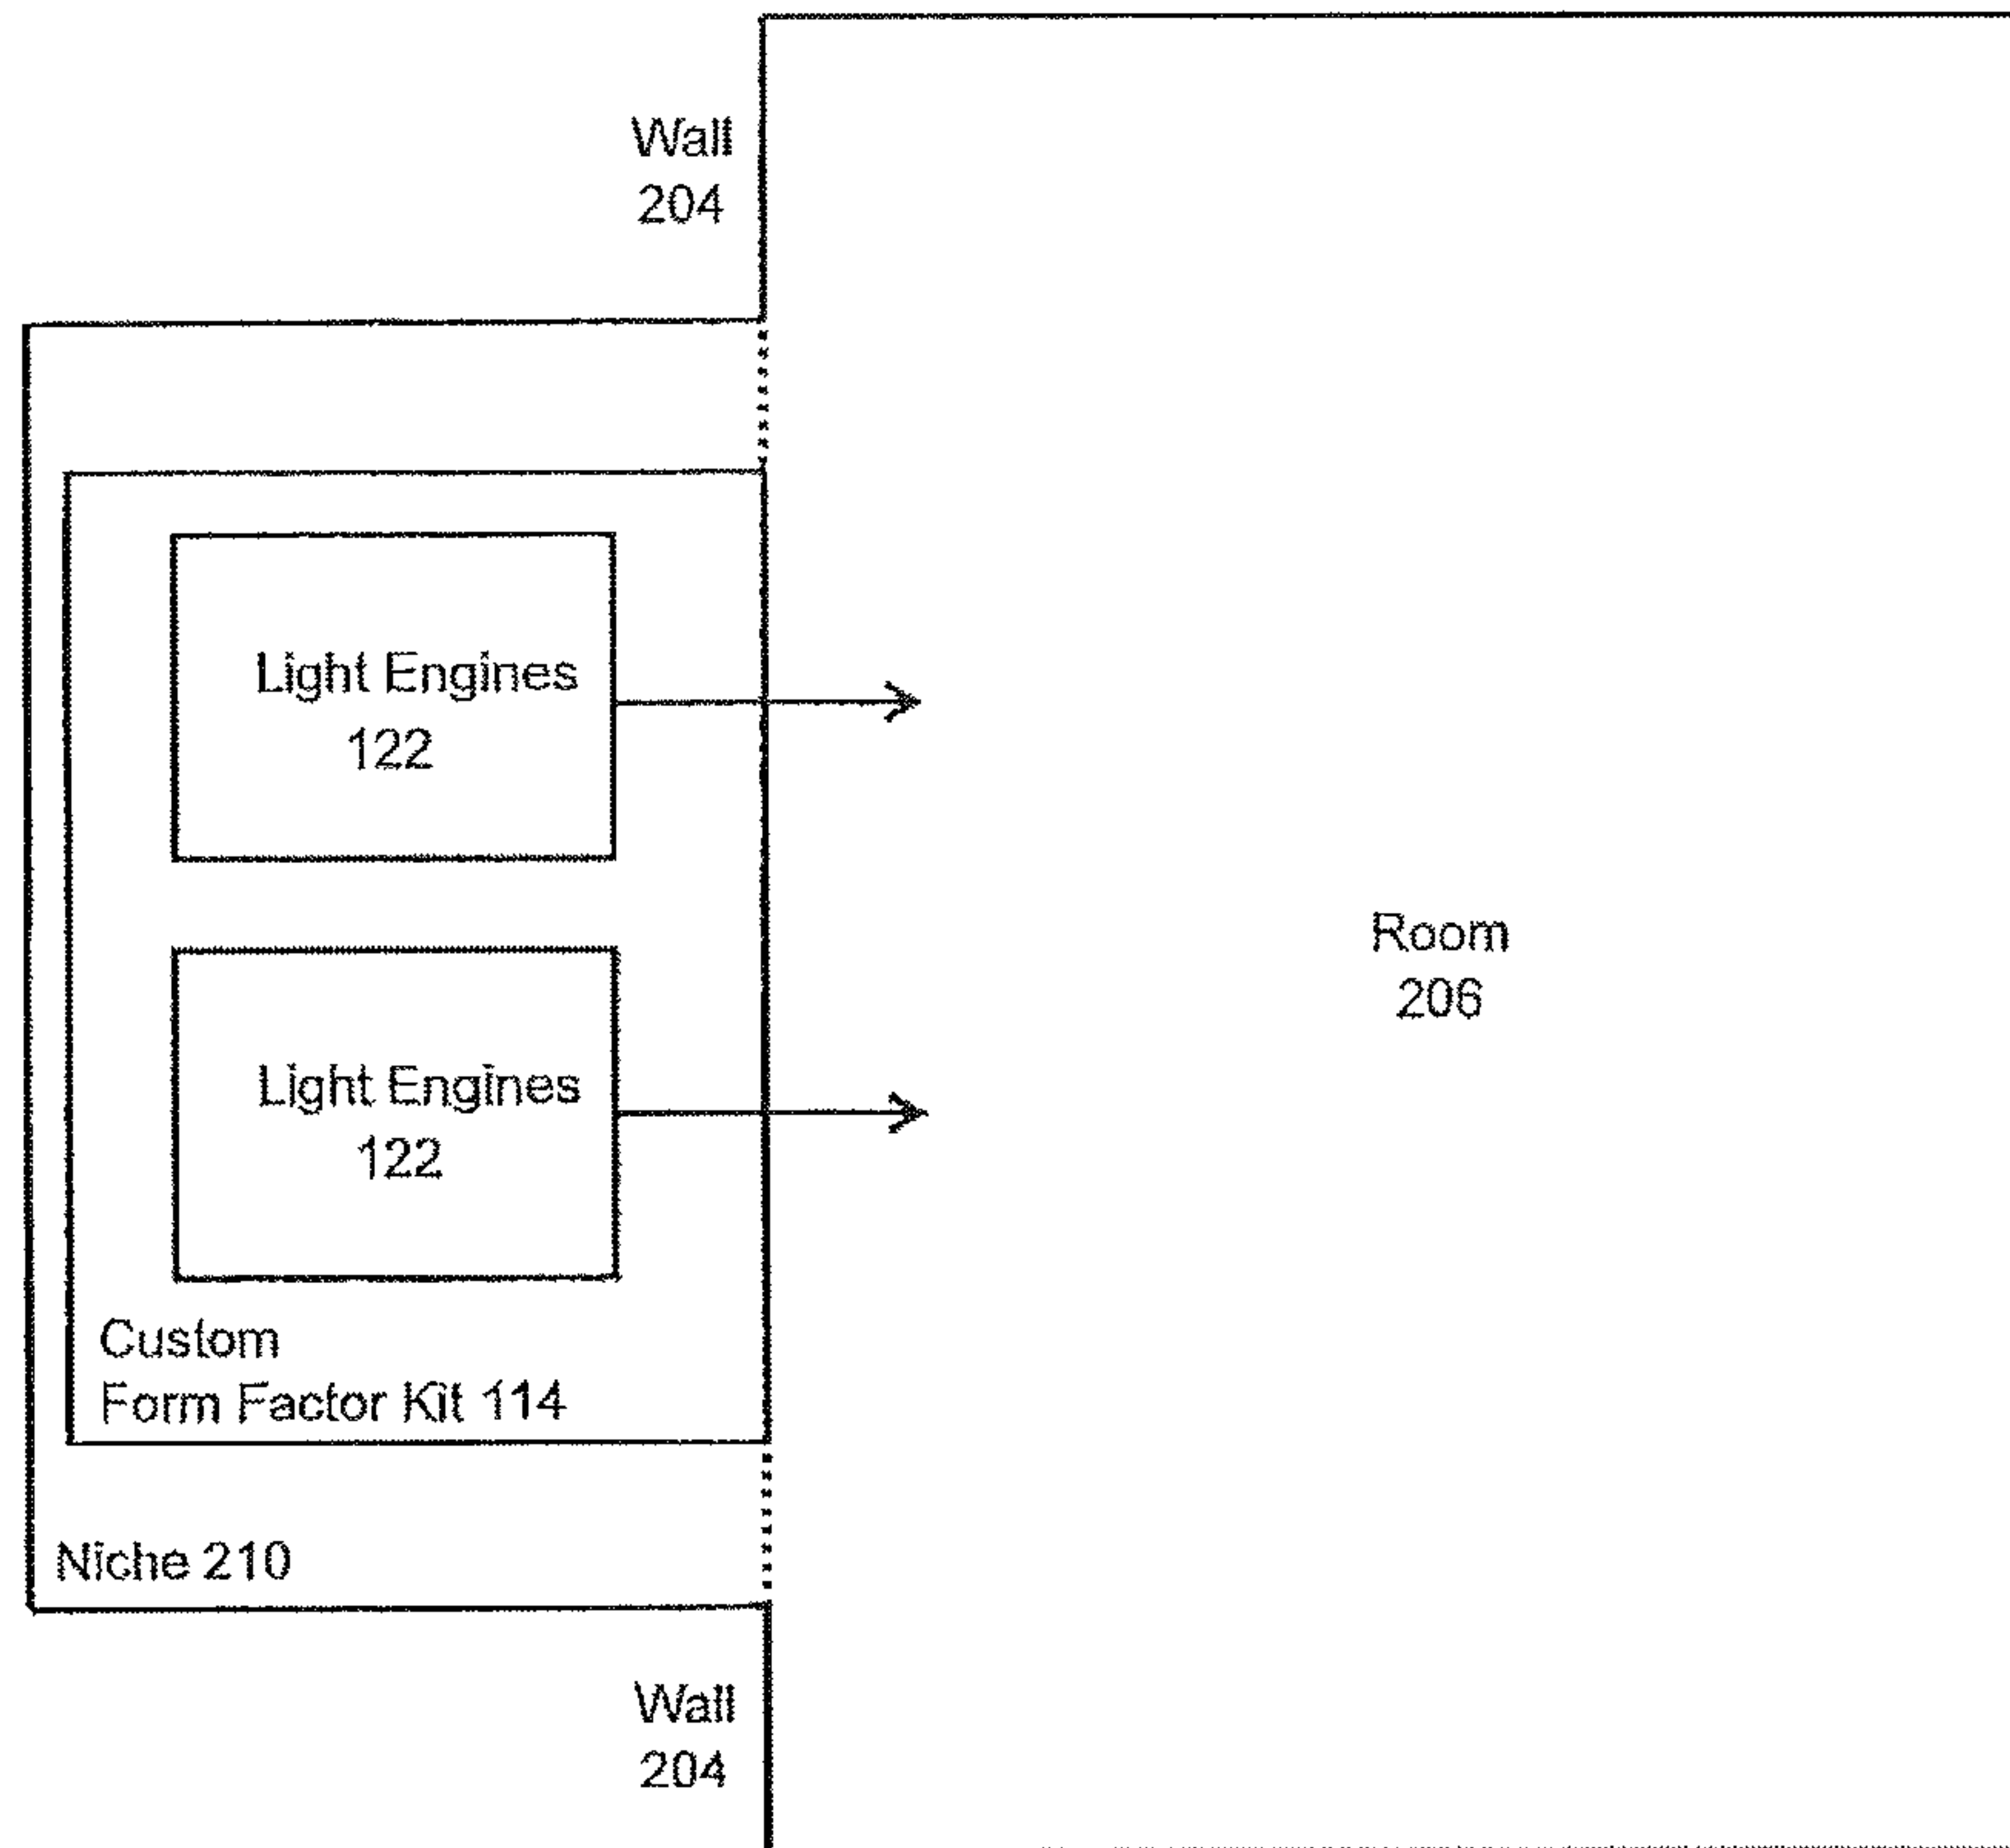 Wall
204
Light Engines
122
Room
206
Light Engines
122
Custom
Form Factor Kit 114
Niche 210
Wall
204